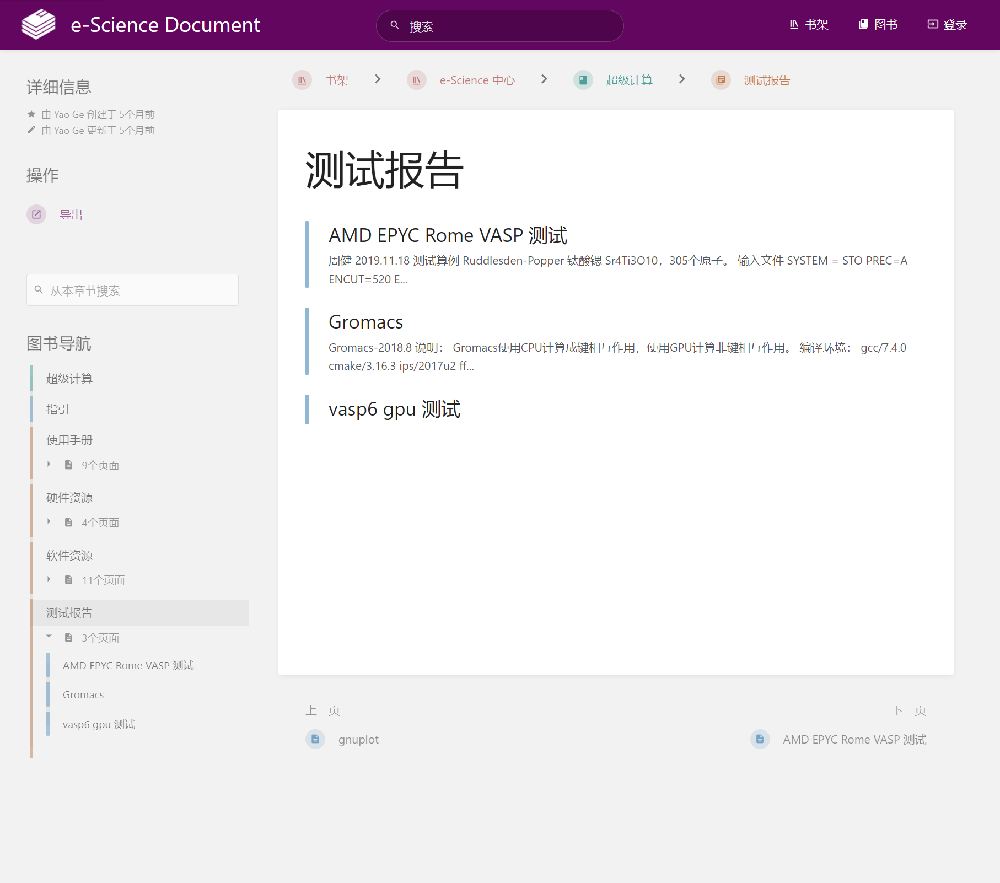 e-Science Document
搜索
书架
图书
登录
书架
e-Science 中心
超级计算
测试报告
详细信息
由 Yao Ge 创建于 5个月前
由 Yao Ge 更新于 5个月前
操作
导出
从本章节搜索
图书导航
超级计算
指引
使用手册
9个页面
硬件资源
4个页面
软件资源
11个页面
测试报告
3个页面
AMD EPYC Rome VASP 测试
Gromacs
vasp6 gpu 测试
测试报告
AMD EPYC Rome VASP 测试
周健 2019.11.18 测试算例 Ruddlesden-Popper 钛酸锶 Sr4Ti3O10，305个原子。 输入文件 SYSTEM = STO PREC=A
ENCUT=520 E...
Gromacs
Gromacs-2018.8 说明： Gromacs使用CPU计算成键相互作用，使用GPU计算非键相互作用。 编译环境： gcc/7.4.0
cmake/3.16.3 ips/2017u2 ff...
vasp6 gpu 测试
上一页
gnuplot
下一页
AMD EPYC Rome VASP 测试